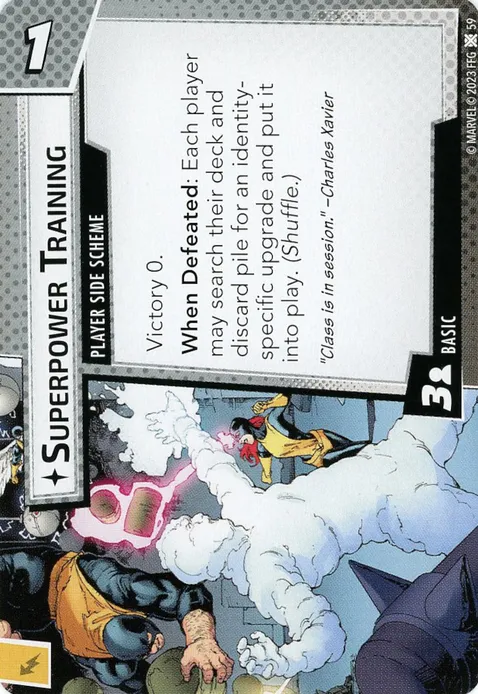 1
SUPERPOWER TRAINING
PLAYER SIDE SCHEME
Victory 0.
When Defeated: Each player
may search their deck and
discard pile for an identity-
specific upgrade and put it
into play. (Shuffle.)
"Class is in session." –Charles Xavier
3
BASIC
© MARVEL © 2023 FFG 59